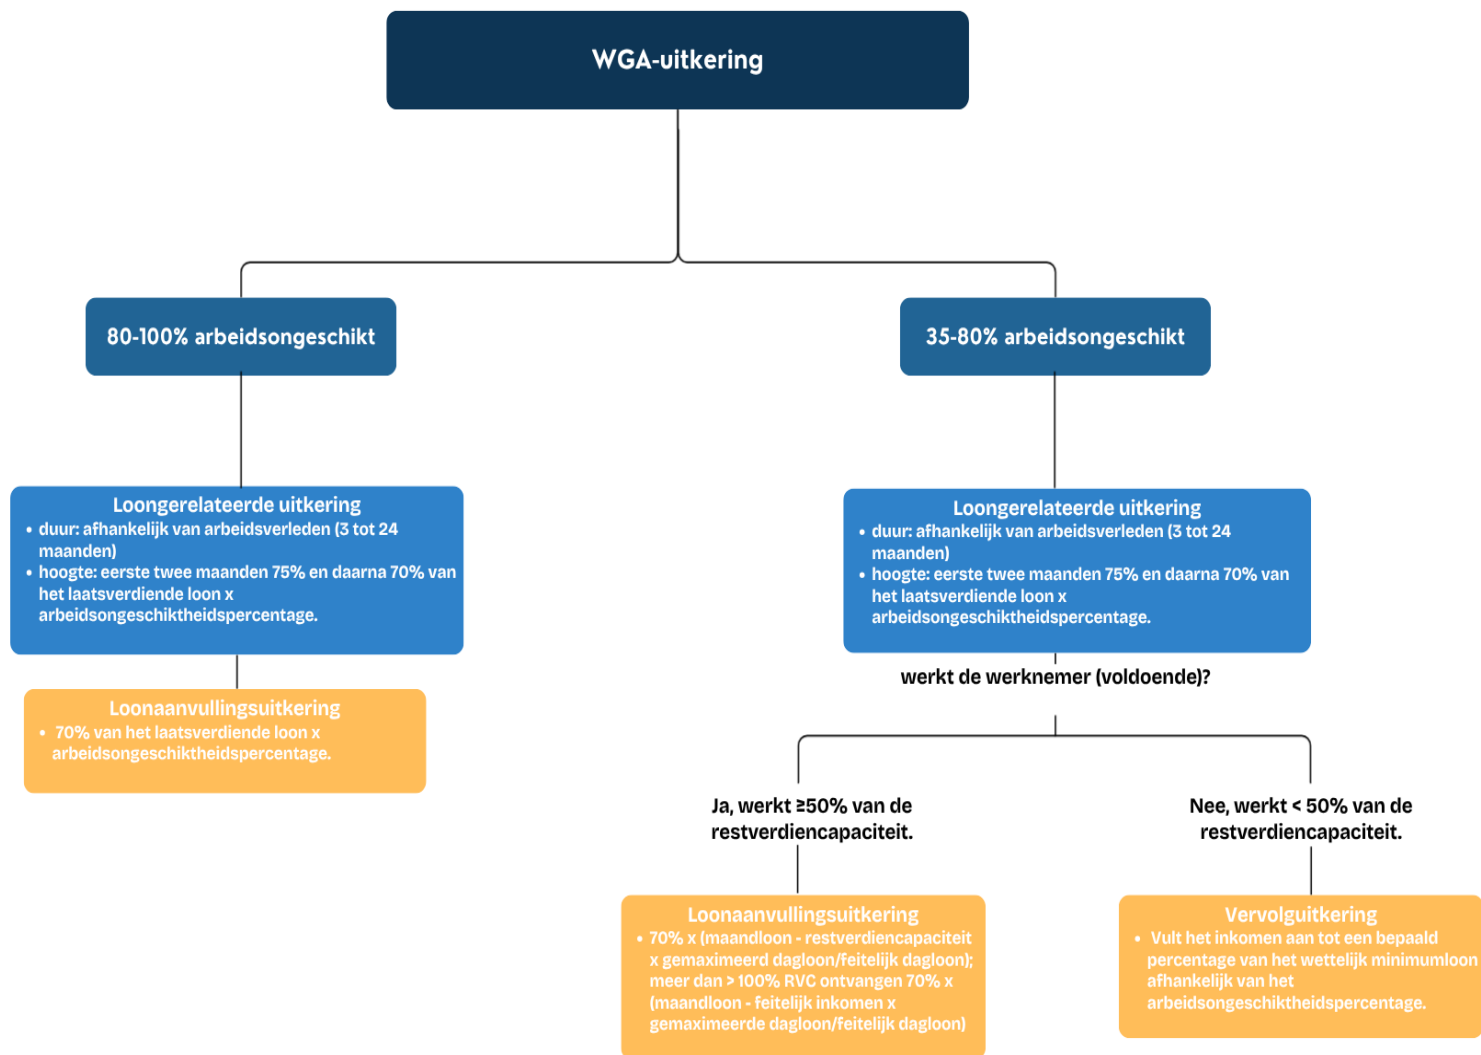 WGA-uitkering
80-100% arbeidsongeschikt
35-80% arbeidsongeschikt
Loongerelateerde uitkering
• duur: afhankelijk van arbeidsverleden (3 tot 24
maanden)
• hoogte: eerste twee maanden 75% en daarna 70% van
het laatsverdiende loon x
arbeidsongeschiktheidspercentage.
Loongerelateerde uitkering
• duur: afhankelijk van arbeidsverleden (3 tot 24
maanden)
• hoogte: eerste twee maanden 75% en daarna 70% van
het laatsverdiende loon x
arbeidsongeschiktheidspercentage.
werkt de werknemer (voldoende)?
Loonaanvullingsuitkering
• 70% van het laatsverdiende loon x
arbeidsongeschiktheidspercentage.
Ja, werkt ≥50% van de
restverdiencapaciteit.
Nee, werkt < 50% van de
restverdiencapaciteit.
Loonaanvullingsuitkering
• 70% x (maandloon - restverdiencapaciteit
x gemaximeerd dagloon/feitelijk dagloon);
meer dan > 100% RVC ontvangen 70% x
(maandloon - feitelijk inkomen x
gemaximeerde dagloon/feitelijk dagloon)
Vervolguitkering
• Vult het inkomen aan tot een bepaald
percentage van het wettelijk minimumloon
afhankelijk van het
arbeidsongeschiktheidspercentage.